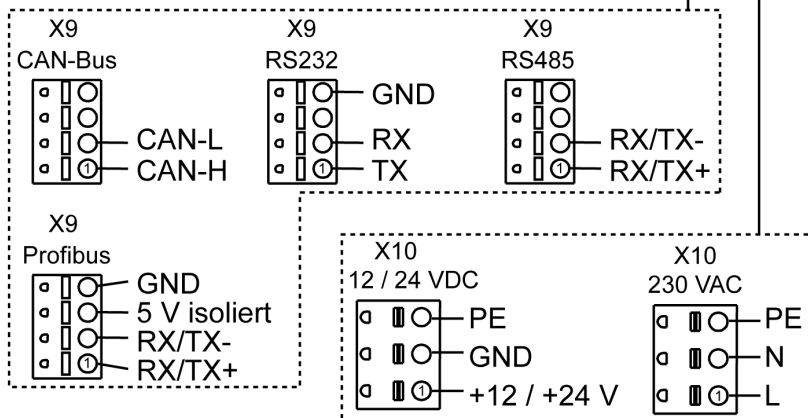 X9
CAN-Bus
CAN-L
1
CAN-H
X9
RS232
GND
RX
1
TX
X9
RS485
RX/TX-
1
RX/TX+
X9
Profibus
GND
5 V isoliert
RX/TX-
1
RX/TX+
X10
12 / 24 VDC
PE
GND
1
+12 / +24 V
X10
230 VAC
PE
N
1
L